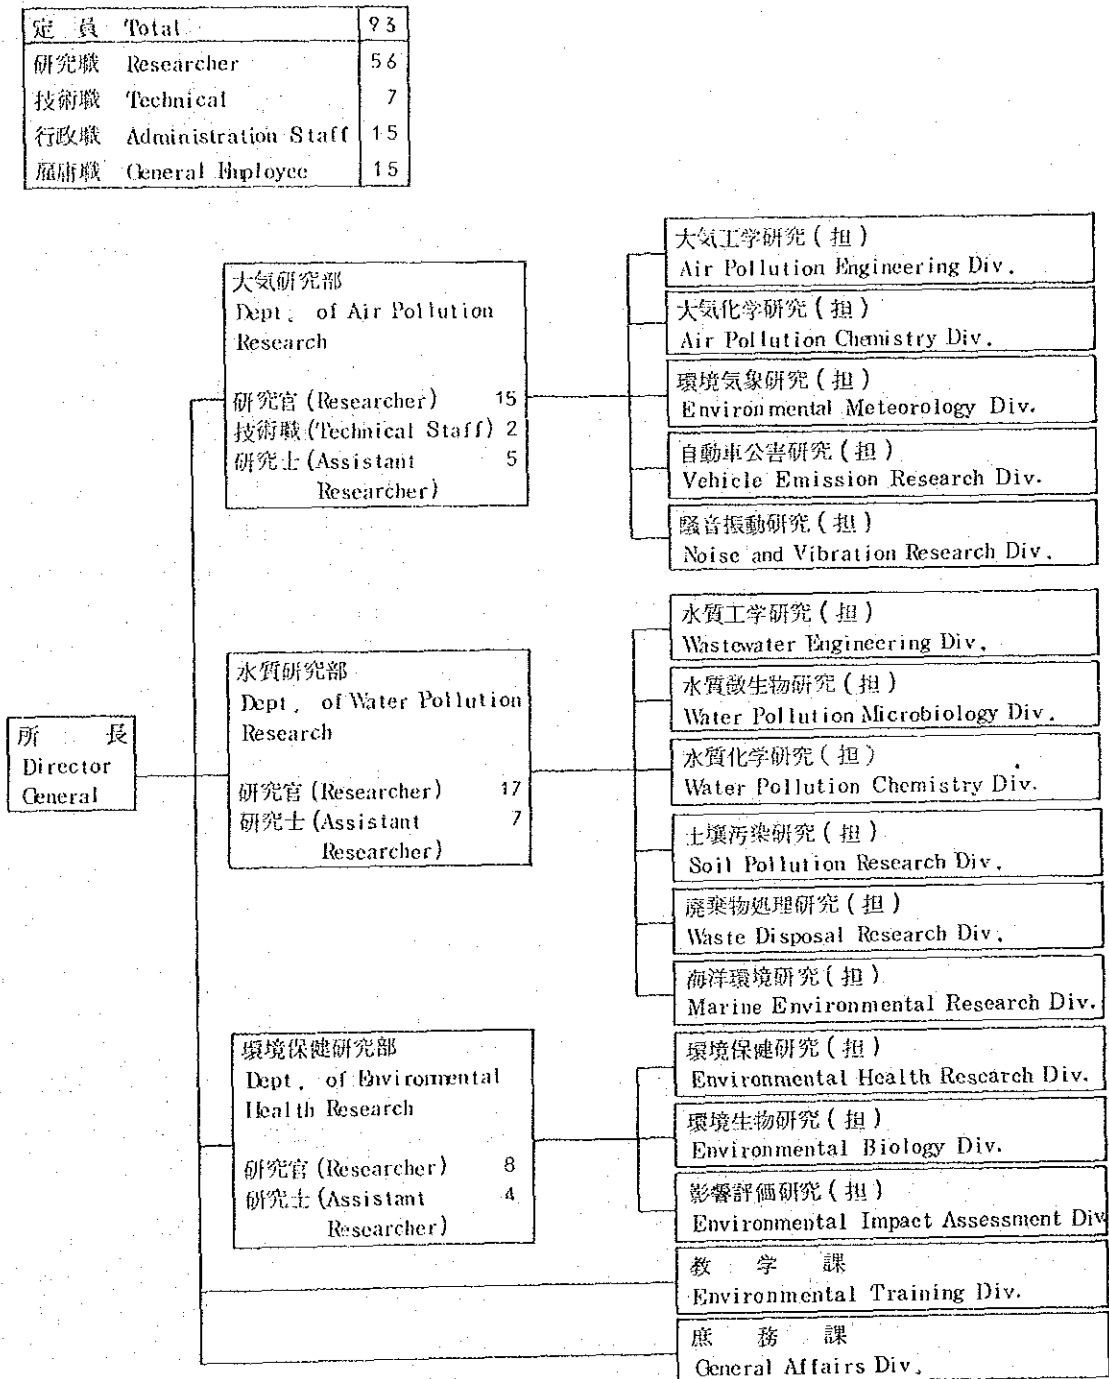 定 員 Total 93
研究職 Researcher 56
技術職 Technical 7
行政職 Administration Staff 15
雇庸職 General Employee 15
大気研究部
Dept. of Air Pollution
Research
研究官 (Researcher) 15
技術職 (Technical Staff) 2
研究士 (Assistant 5
Researcher)
大気工学研究 ( 担 )
Air Pollution Engineering Div.
大気化学研究 ( 担 )
Air Pollution Chemistry Div.
環境気象研究 ( 担 )
Environmental Meteorology Div.
自動車公害研究 ( 担 )
Vehicle Emission Research Div.
騒音振動研究 ( 担 )
Noise and Vibration Research Div.
所 長
Director
General
水質研究部
Dept. of Water Pollution
Research
研究官 (Researcher) 17
研究士 (Assistant 7
Researcher)
水質工学研究 ( 担 )
Wastewater Engineering Div.
水質微生物研究 ( 担 )
Water Pollution Microbiology Div.
水質化学研究 ( 担 )
Water Pollution Chemistry Div.
土壌汚染研究 ( 担 )
Soil Pollution Research Div.
廃棄物処理研究 ( 担 )
Waste Disposal Research Div.
海洋環境研究 ( 担 )
Marine Environmental Research Div.
環境保健研究部
Dept. of Environmental
Health Research
研究官 (Researcher) 8
研究士 (Assistant 4
Researcher)
環境保健研究 ( 担 )
Environmental Health Research Div.
環境生物研究 ( 担 )
Environmental Biology Div.
影響評価研究 ( 担 )
Environmental Impact Assessment Div
教 学 課
Environmental Training Div.
庶 務 課
General Affairs Div.